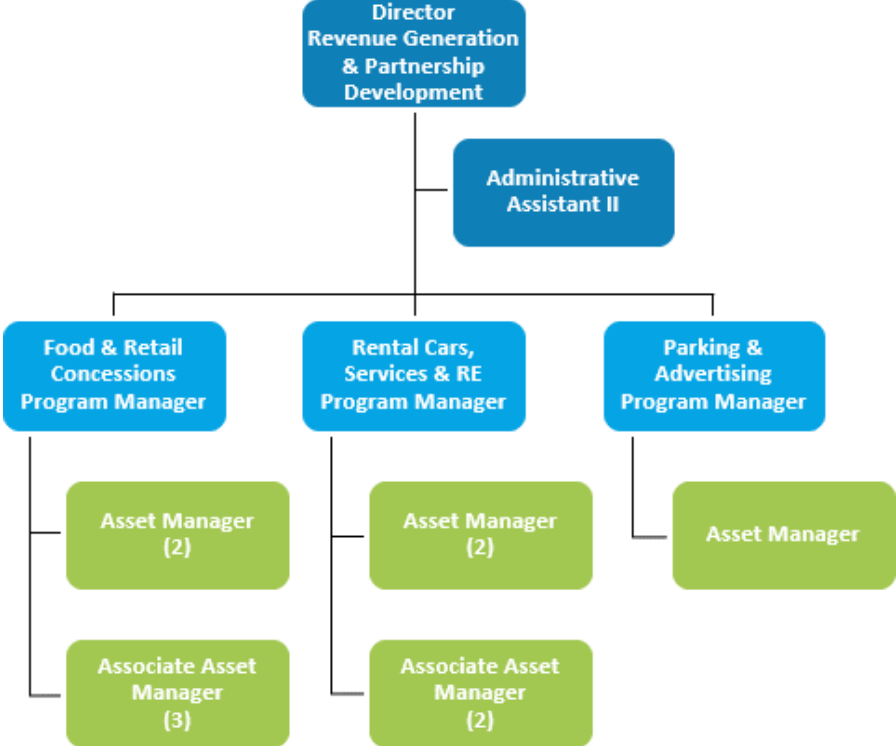 Director
Revenue Generation
& Partnership
Development
Administrative
Assistant II
Food & Retail
Concessions
Program Manager
Rental Cars,
Services & RE
Program Manager
Parking &
Advertising
Program Manager
Asset Manager
(2)
Asset Manager
(2)
Asset Manager
Associate Asset
Manager
(3)
Associate Asset
Manager
(2)